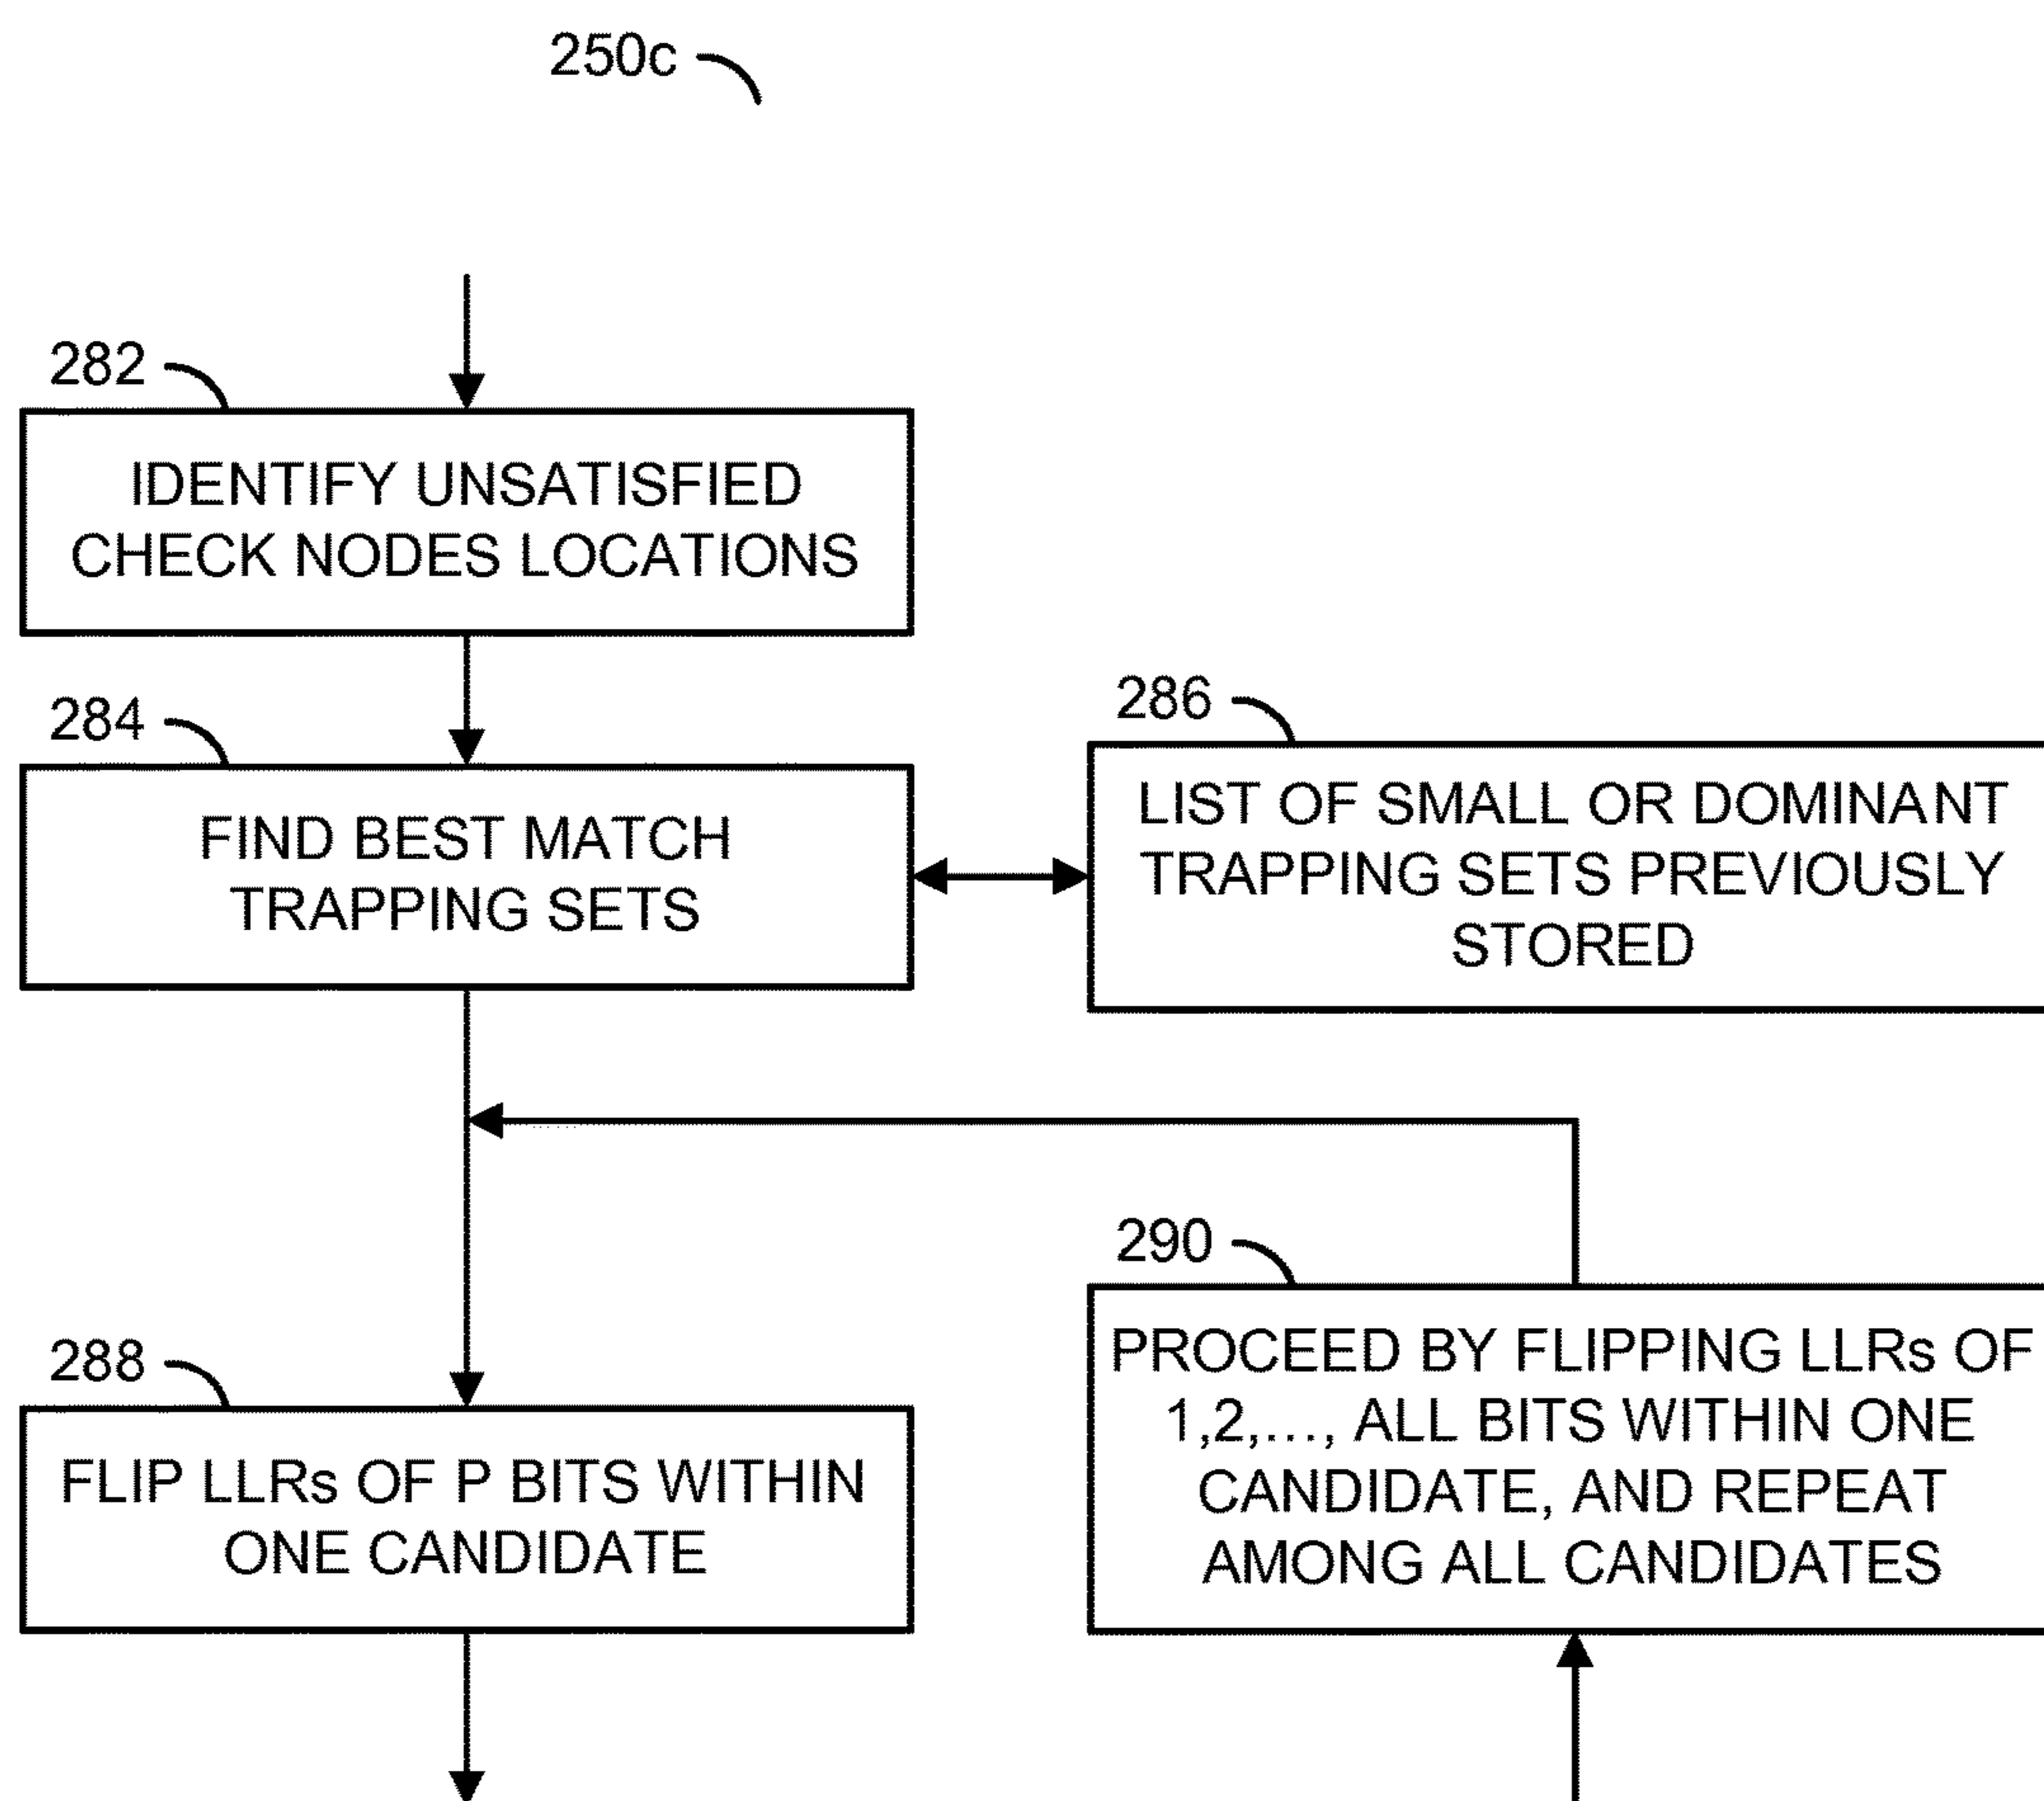 250c
282
IDENTIFY UNSATISFIED
CHECK NODES LOCATIONS
284
FIND BEST MATCH
TRAPPING SETS
286
LIST OF SMALL OR DOMINANT
TRAPPING SETS PREVIOUSLY
STORED
288
FLIP LLRs OF P BITS WITHIN
ONE CANDIDATE
290
PROCEED BY FLIPPING LLRs OF
1,2,..., ALL BITS WITHIN ONE
CANDIDATE, AND REPEAT
AMONG ALL CANDIDATES